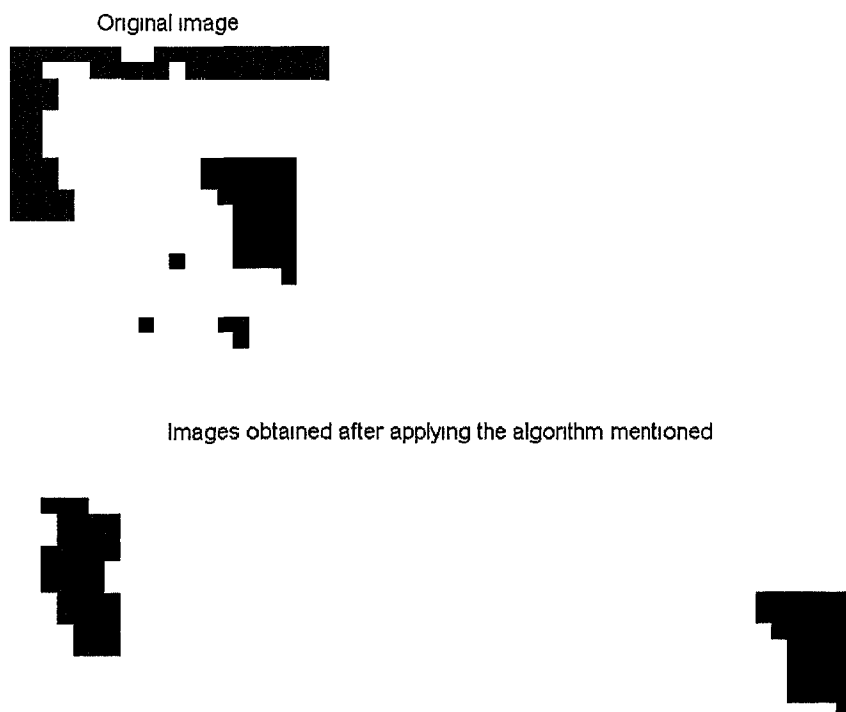 Original image
Images obtained after applying the algorithm mentioned